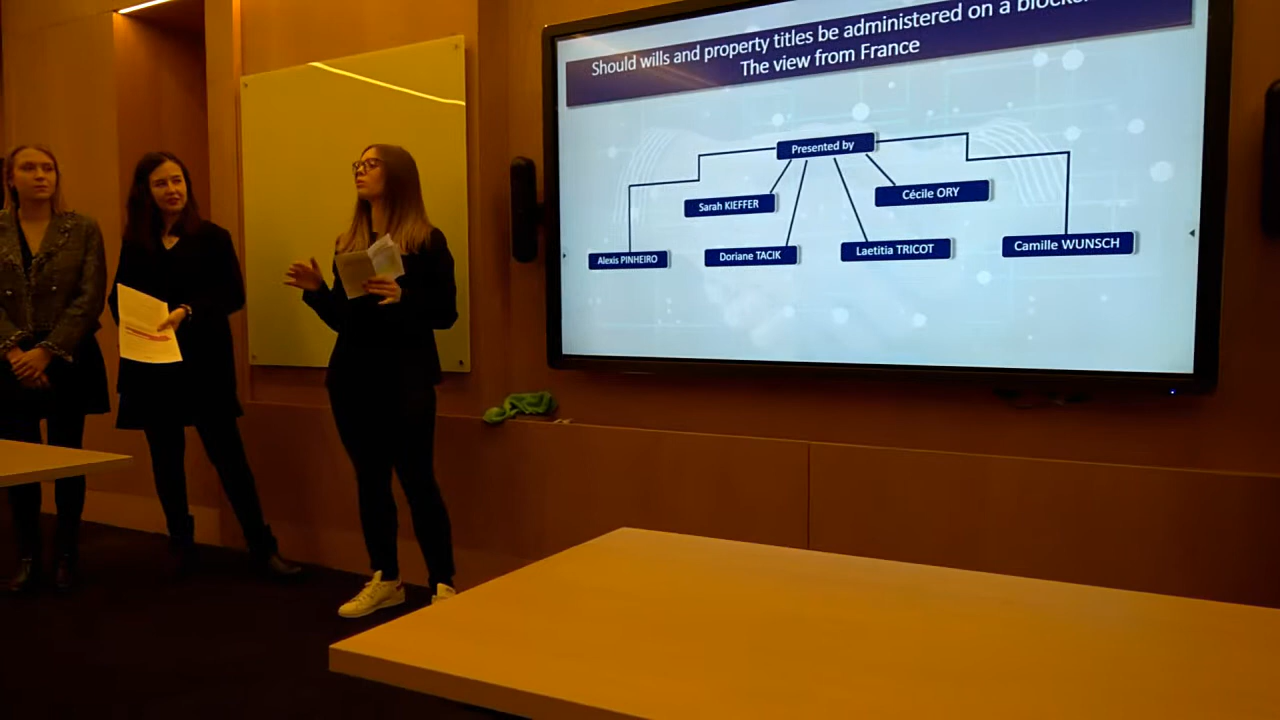 Should wills and property titles be administered on a
The view from France
Presented by
Sarah KIEFFER
Cécile ORY
Alexis PINHEIRO
Doriane TACIK
Laetitia TRICOT
Camille WUNSCH